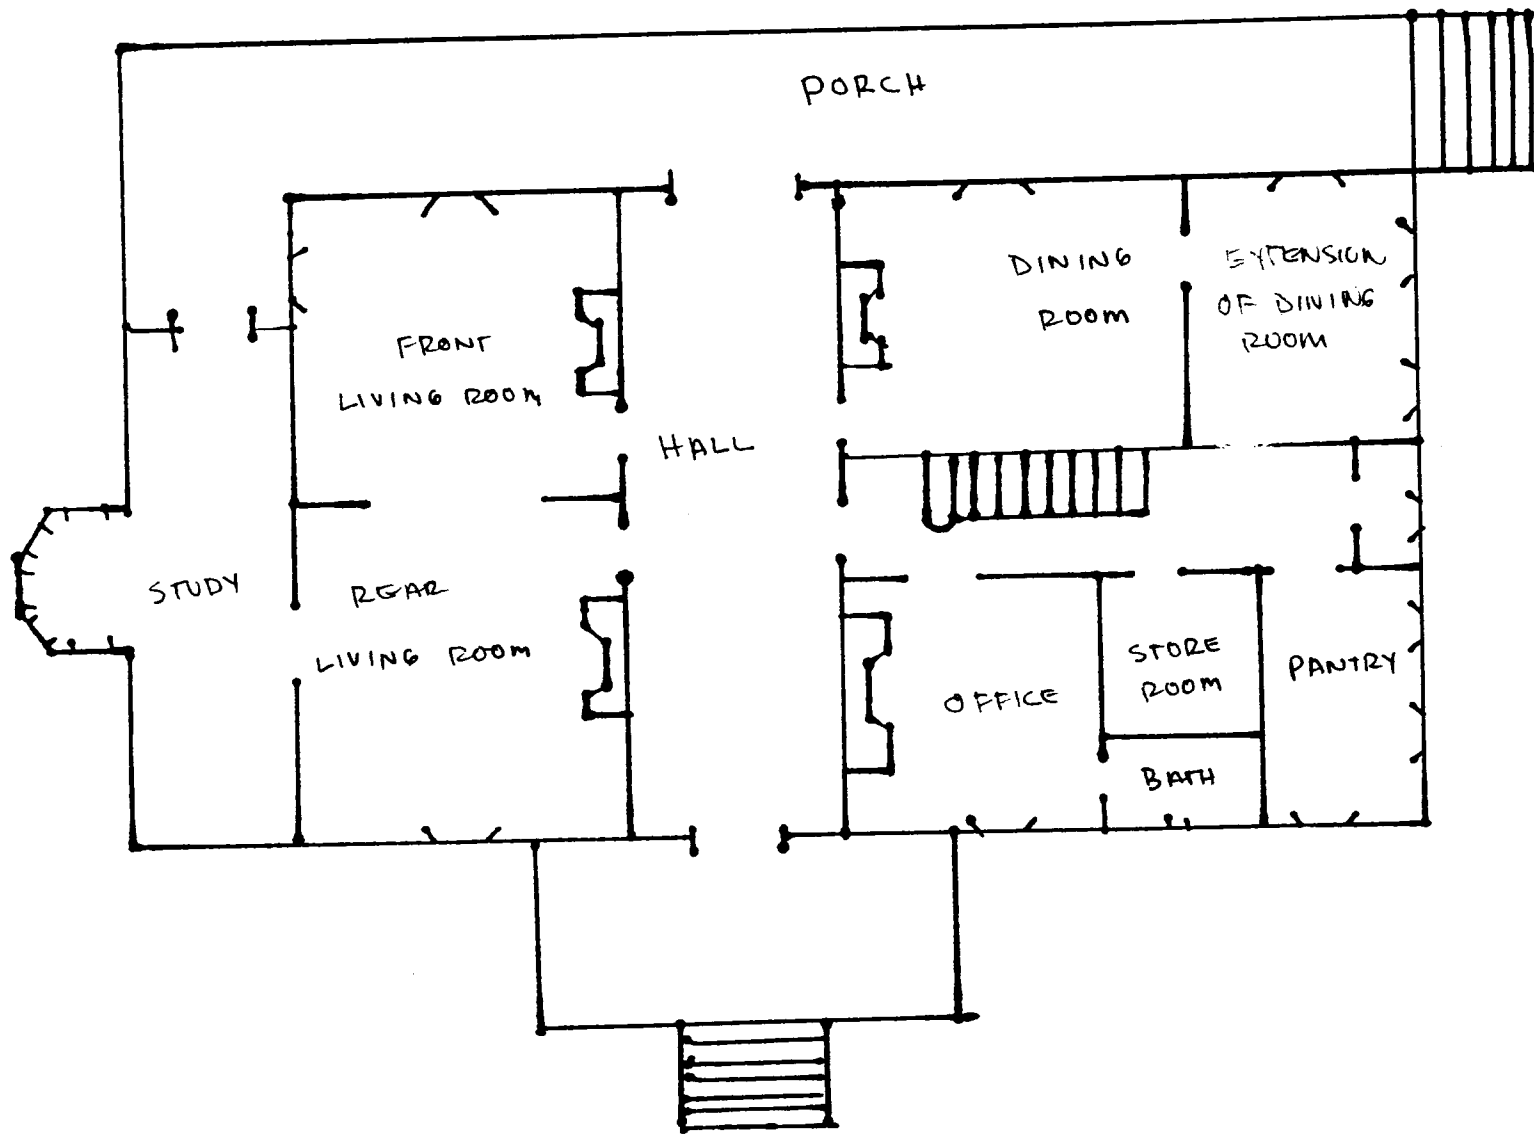 PORCH
DINING
ROOM
EXTENSION
OF DINING
ROOM
FRONT
LIVING ROOM
HALL
STUDY
REAR
LIVING ROOM
OFFICE
STORE
ROOM
PANTRY
BATH